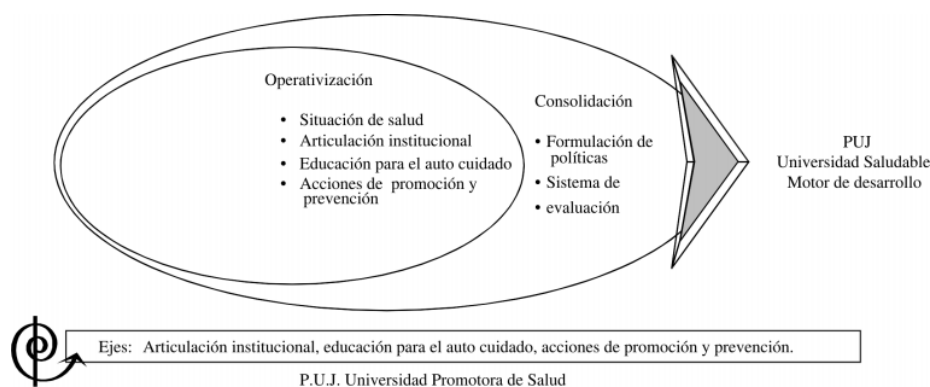 Operativización
• Situación de salud
• Articulación institucional
• Educación para el auto cuidado
• Acciones de promoción y
prevención
Consolidación
• Formulación de
políticas
• Sistema de
• evaluación
PUJ
Universidad Saludable
Motor de desarrollo
Ejes: Articulación institucional, educación para el auto cuidado, acciones de promoción y prevención.
P.U.J. Universidad Promotora de Salud